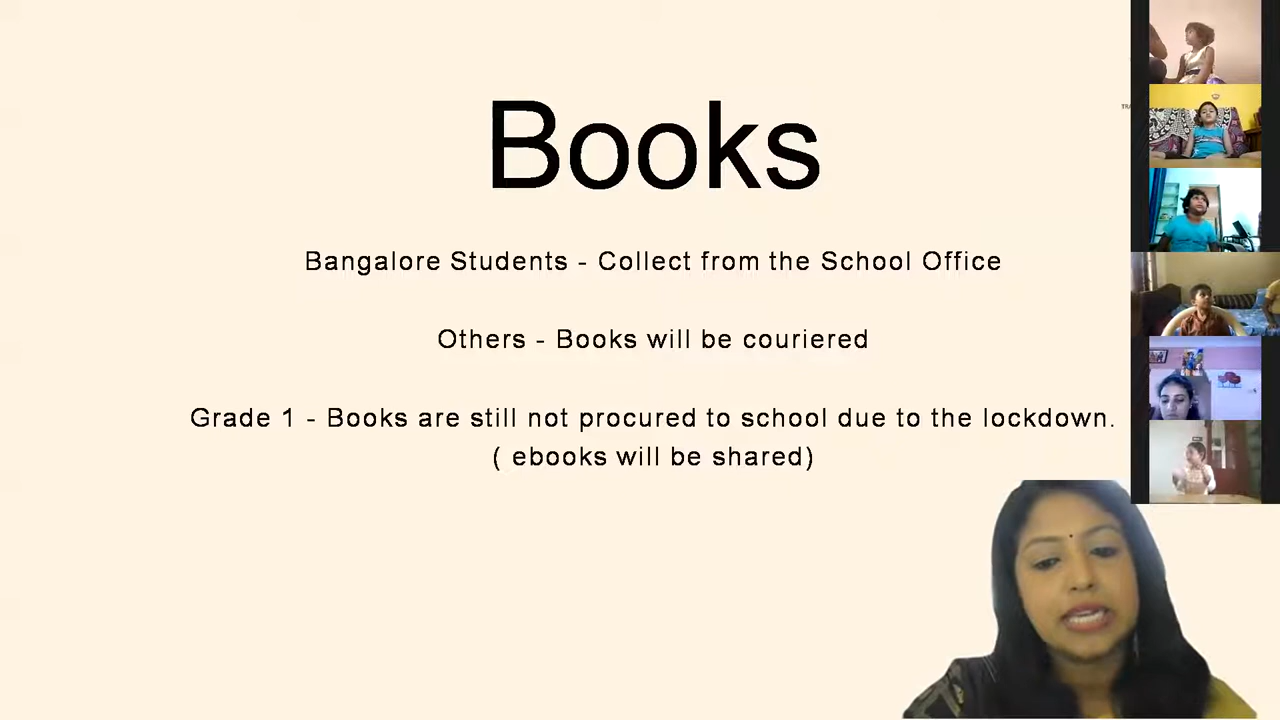 Books
Bangalore Students - Collect from the School Office
Others - Books will be couriered
Grade 1 - Books are still not procured to school due to the lockdown.
( ebooks will be shared)